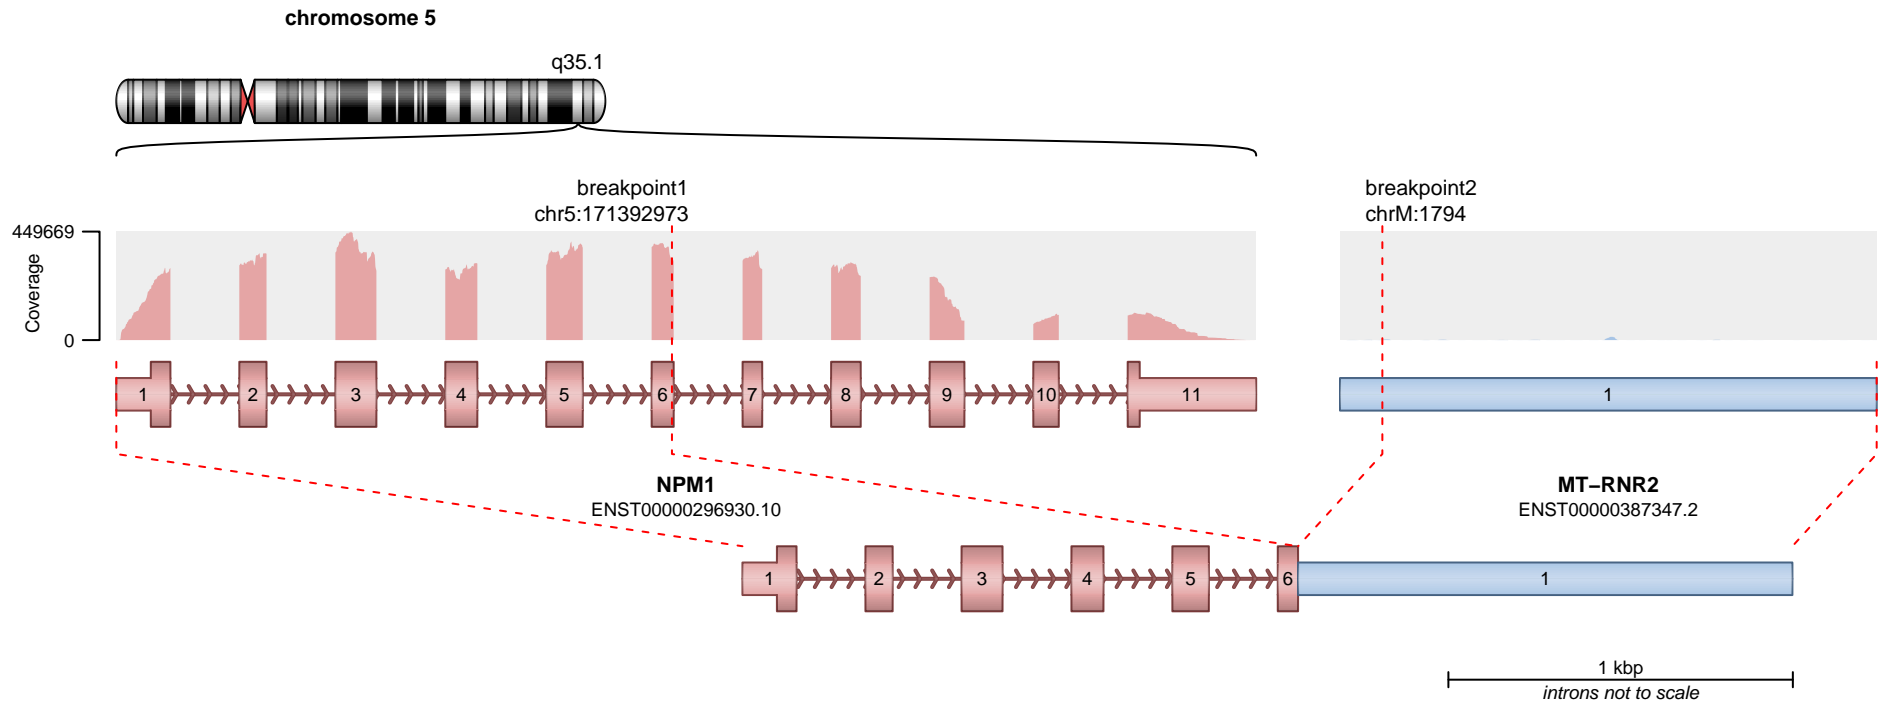 chromosome 5
q35.1
breakpoint1
chr5:171392973
breakpoint2
chrM:1794
449669
Coverage
0
1 2 3 4 5 6 7 8 9 10 11
1
NPM1
ENST00000296930.10
MT−RNR2
ENST00000387347.2
1 2 3 4 5 6 1
1 kbp
introns not to scale